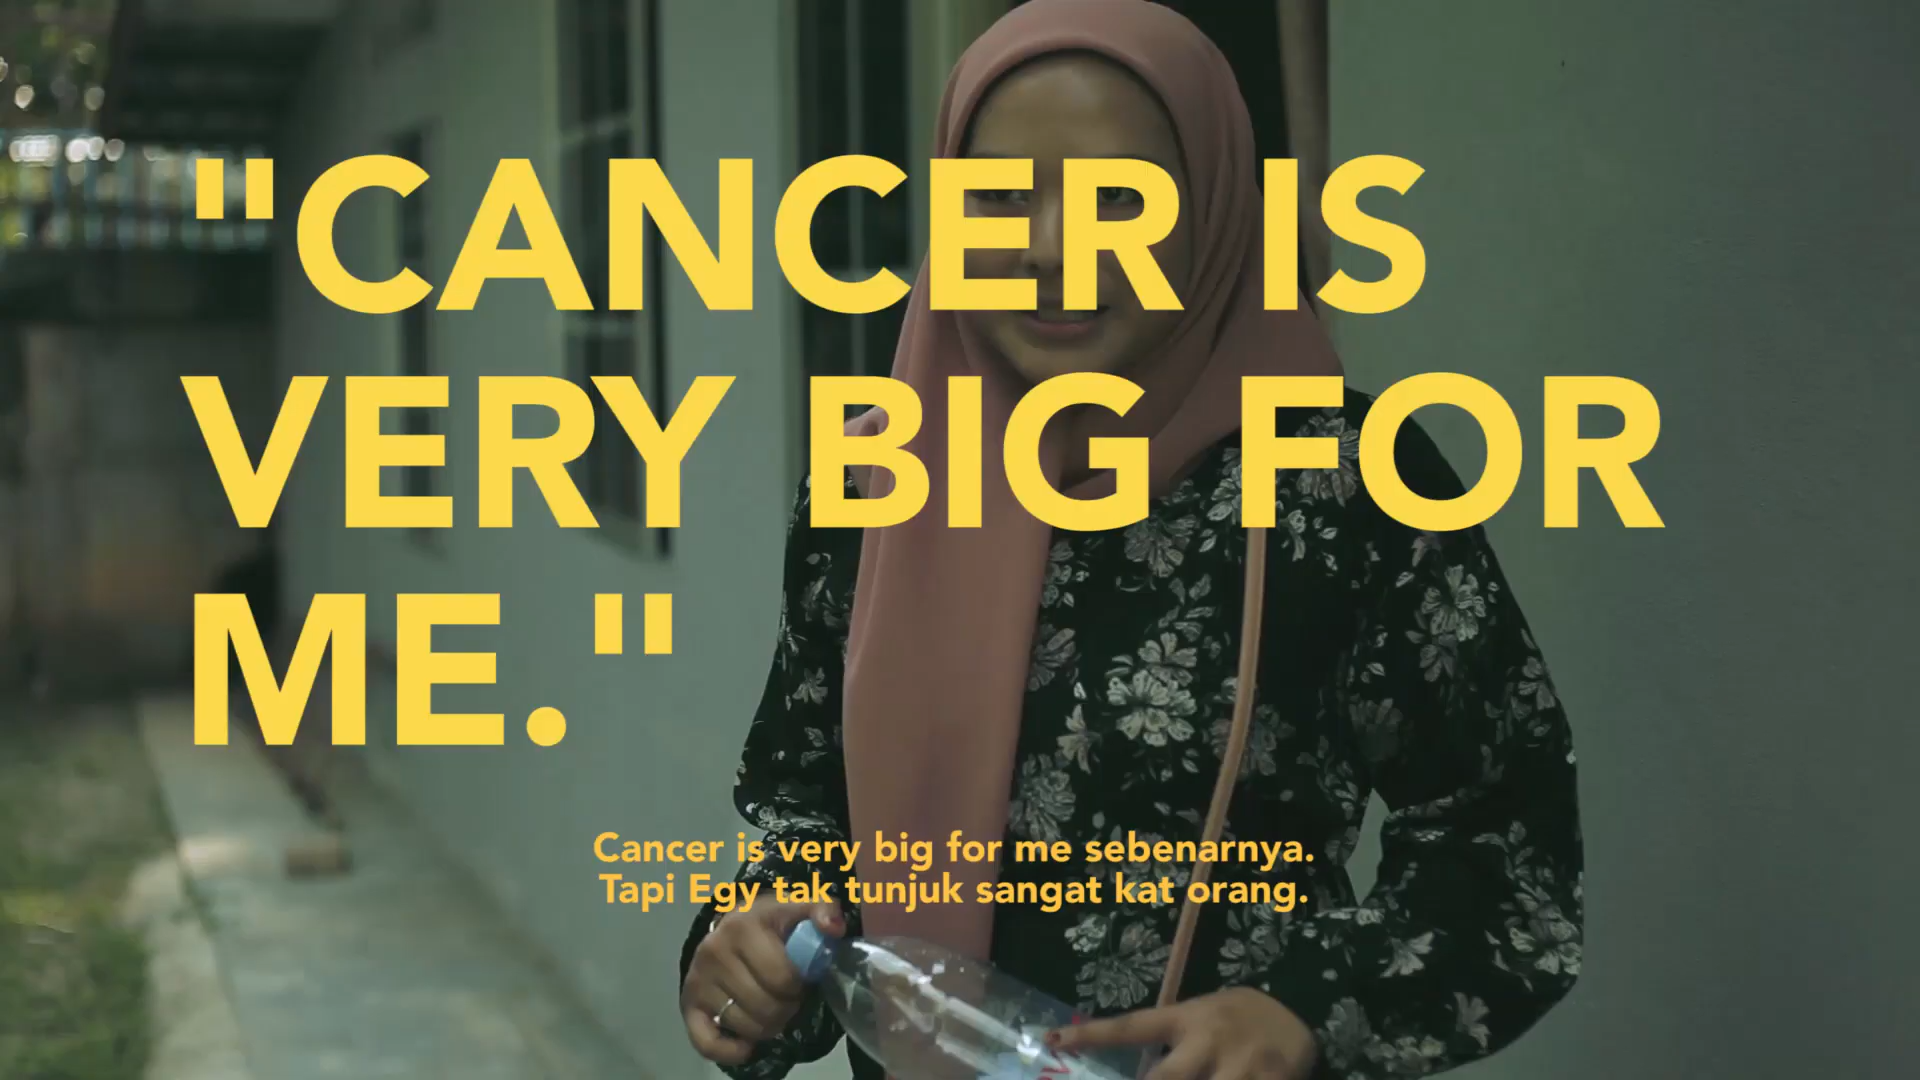 "CANCER IS
VERY BIG FOR
ME."
Cancer is very big for me sebenarnya.
Tapi Egy tak tunjuk sangat kat orang.